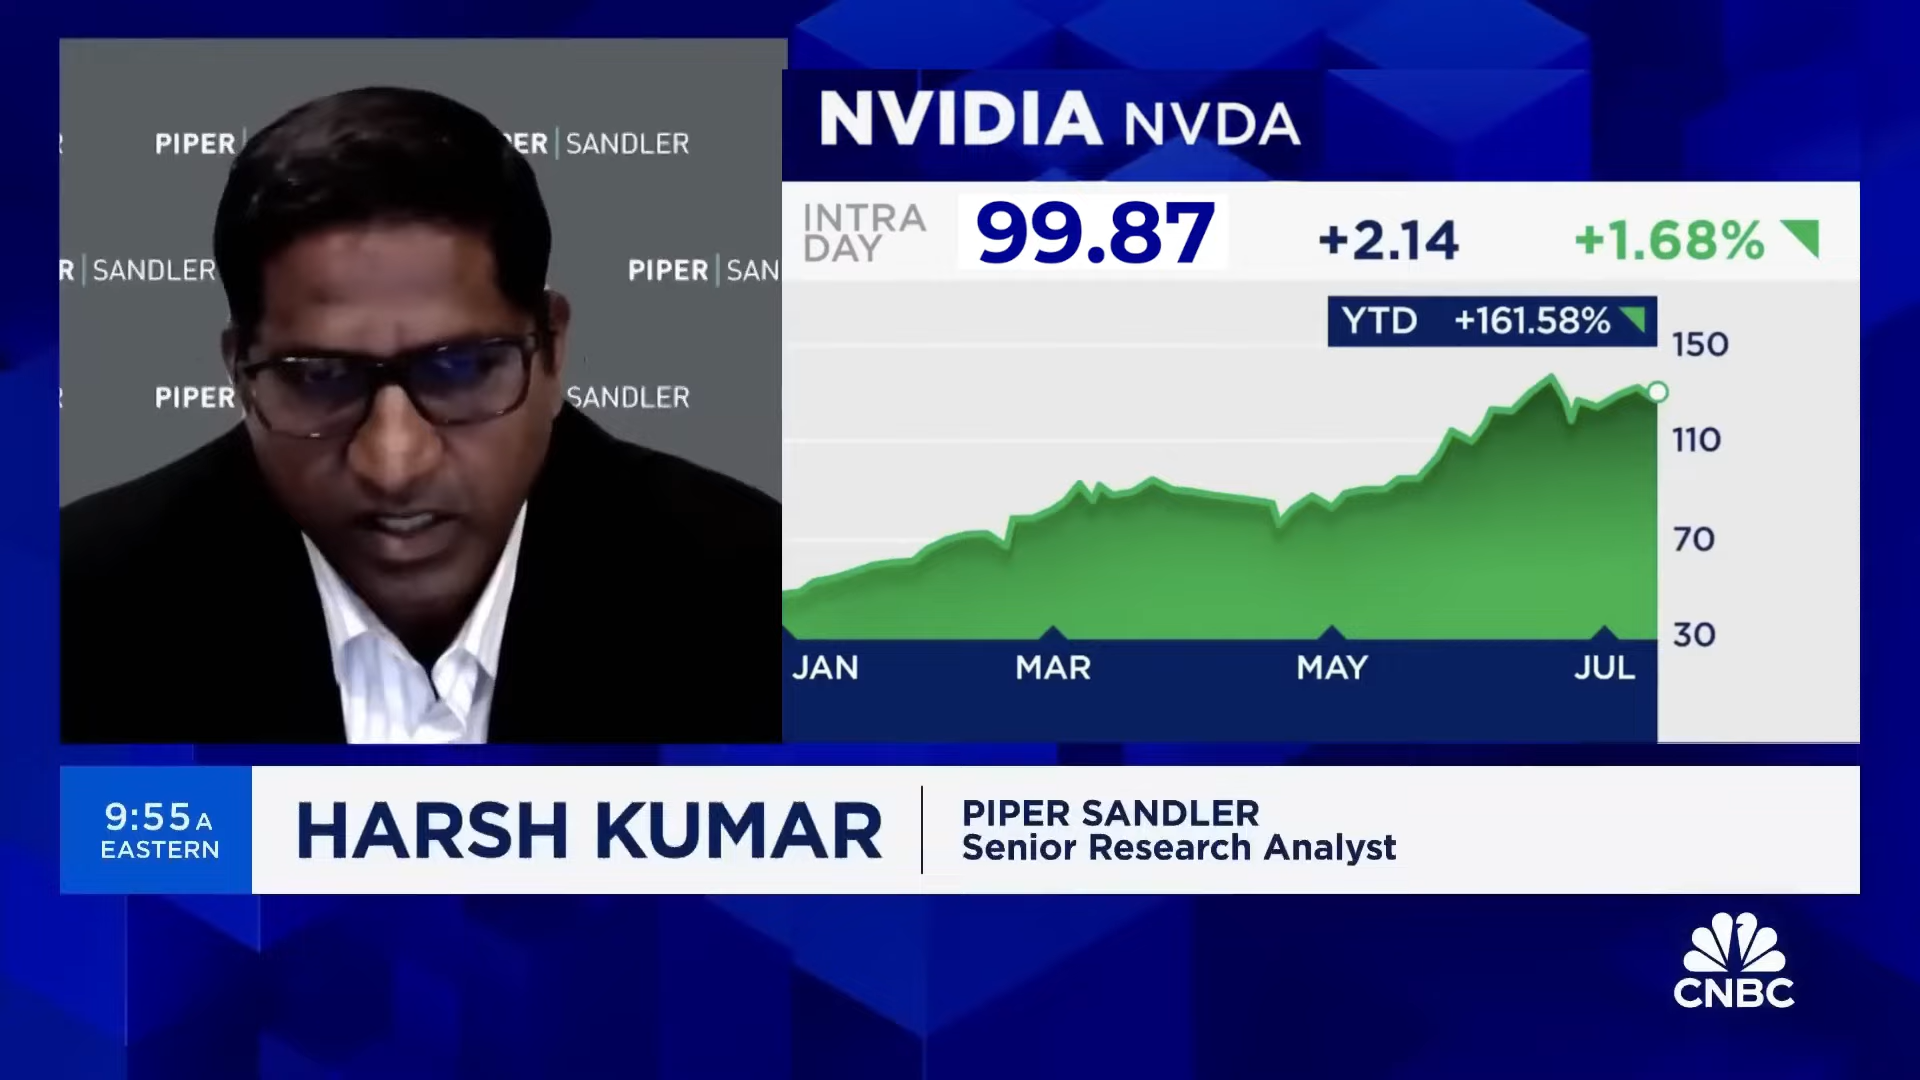 PIPER
PER SANDLER
R SANDLER
PIPER SAN
PIPER
SANDLER
NVIDIA NVDA
INTRA
DAY
99.87
+2.14
+1.68%
YTD +161.58%
150
110
70
30
JAN
MAR
MAY
JUL
9:55A
EASTERN
HARSH KUMAR
PIPER SANDLER
Senior Research Analyst
CNBC